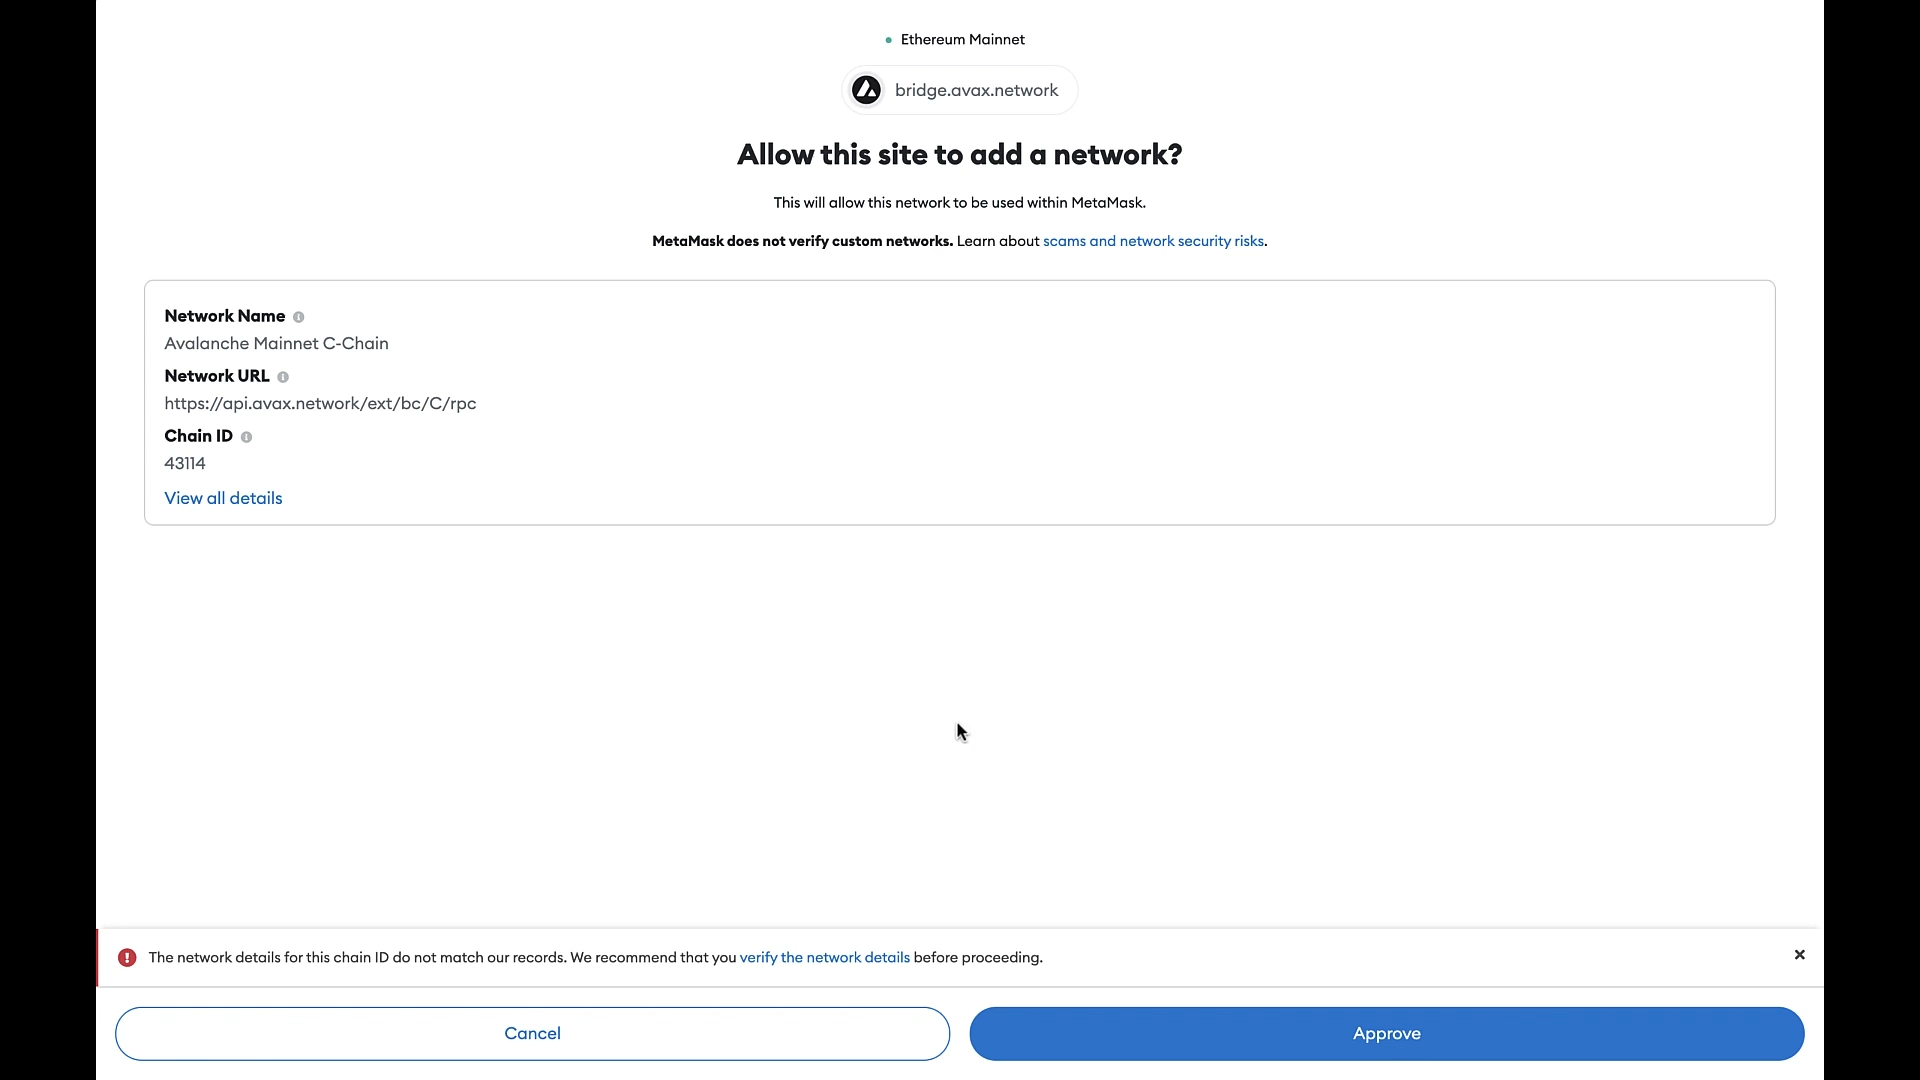 Ethereum Mainnet
bridge.avax.network
Allow this site to add a network?
This will allow this network to be used within MetaMask.
MetaMask does not verify custom networks. Learn about scams and network security risks.
Network Name
Avalanche Mainnet C-Chain
Network URL
https://api.avax.network/ext/bc/C/rpc
Chain ID
43114
View all details
The network details for this chain ID do not match our records. We recommend that you verify the network details before proceeding.
Cancel
Approve